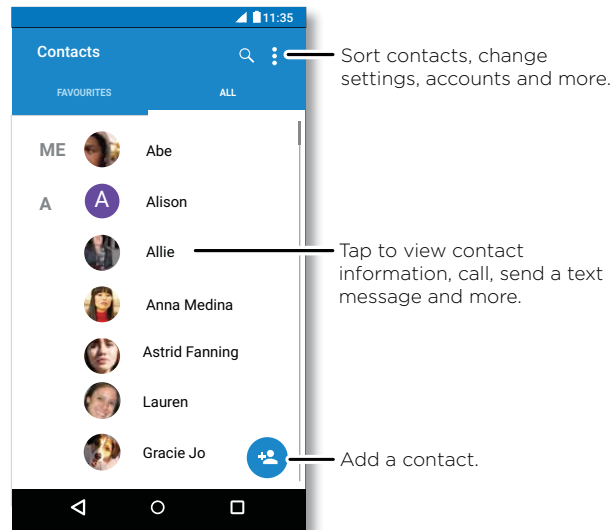 11:35
Contacts
Sort contacts, change
settings, accounts and more.
FAVOURITES ALL
ME Abe
A A Alison
Allie
Tap to view contact
information, call, send a text
message and more.
Anna Medina
Astrid Fanning
Lauren
Gracie Jo
Add a contact.